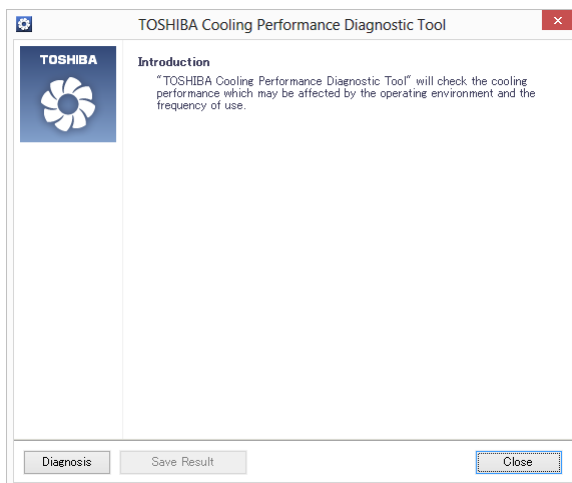 TOSHIBA Cooling Performance Diagnostic Tool
TOSHIBA
Introduction
"TOSHIBA Cooling Performance Diagnostic Tool" will check the cooling
performance which may be affected by the operating environment and the
frequency of use.
Diagnosis
Save Result
Close